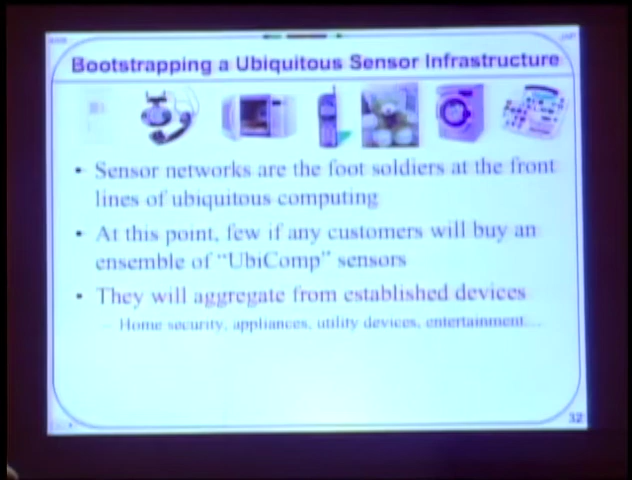 Bootstrapping a Ubiquitous Sensor Infrastructure
• Sensor networks are the foot soldiers at the front
lines of ubiquitous computing
• At this point, few if any customers will buy an
ensemble of “UbiComp” sensors
• They will aggregate from established devices
Home security, appliances, utility devices, entertainment…
32